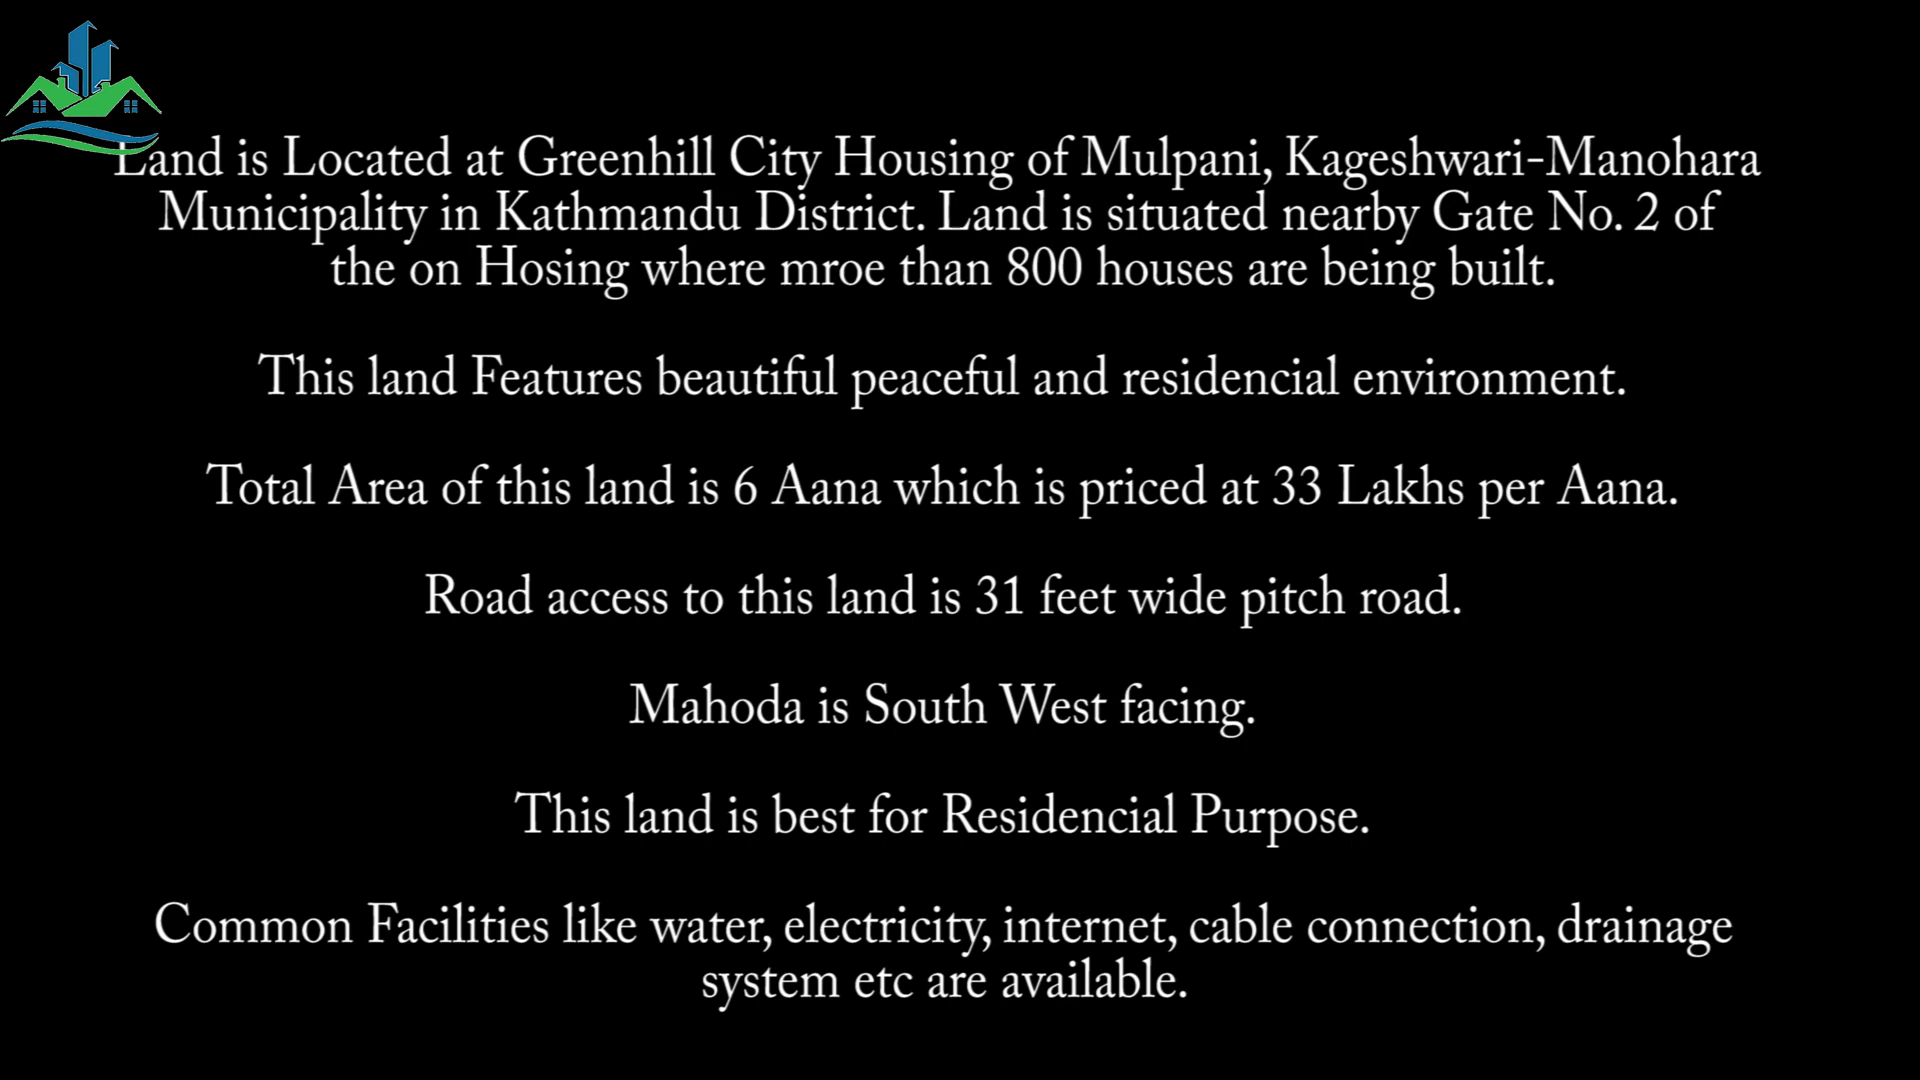 Land is Located at Greenhill City Housing of Mulpani, Kageshwari-Manohara
Municipality in Kathmandu District. Land is situated nearby Gate No. 2 of
the on Hosing where mroe than 800 houses are being built.
This land Features beautiful peaceful and residencial environment.
Total Area of this land is 6 Aana which is priced at 33 Lakhs per Aana.
Road access to this land is 31 feet wide pitch road.
Mahoda is South West facing.
This land is best for Residencial Purpose.
Common Facilities like water, electricity, internet, cable connection, drainage
system etc are available.